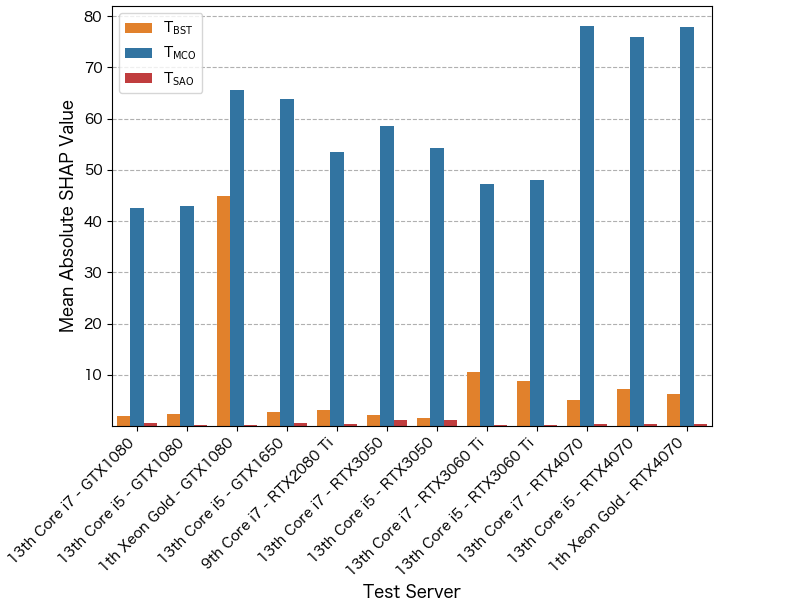 80
70
60
50
40
30
20
10
Mean Absolute SHAP Value
T_BST
T_MCO
T_SAO
13th Core i7 - GTX1080
13th Core i5 - GTX1080
1th Xeon Gold - GTX1080
13th Core i5 - GTX1650
9th Core i7 - RTX2080 Ti
13th Core i7 - RTX3050
13th Core i5 - RTX3050
13th Core i7 - RTX3060 Ti
13th Core i5 - RTX3060 Ti
13th Core i7 - RTX4070
13th Core i5 - RTX4070
1th Xeon Gold - RTX4070
Test Server